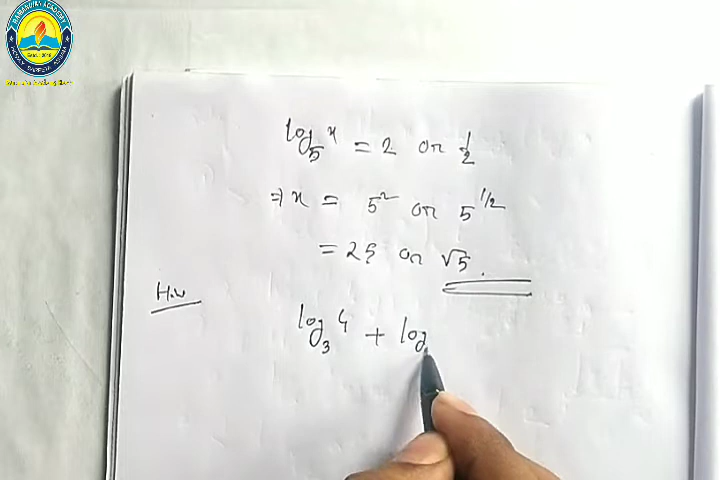 log₅ x = 2 or 1/2
⇒ x = 5² or 5^1/2
= 25 or √5.
H.W
log₃ 4 + log